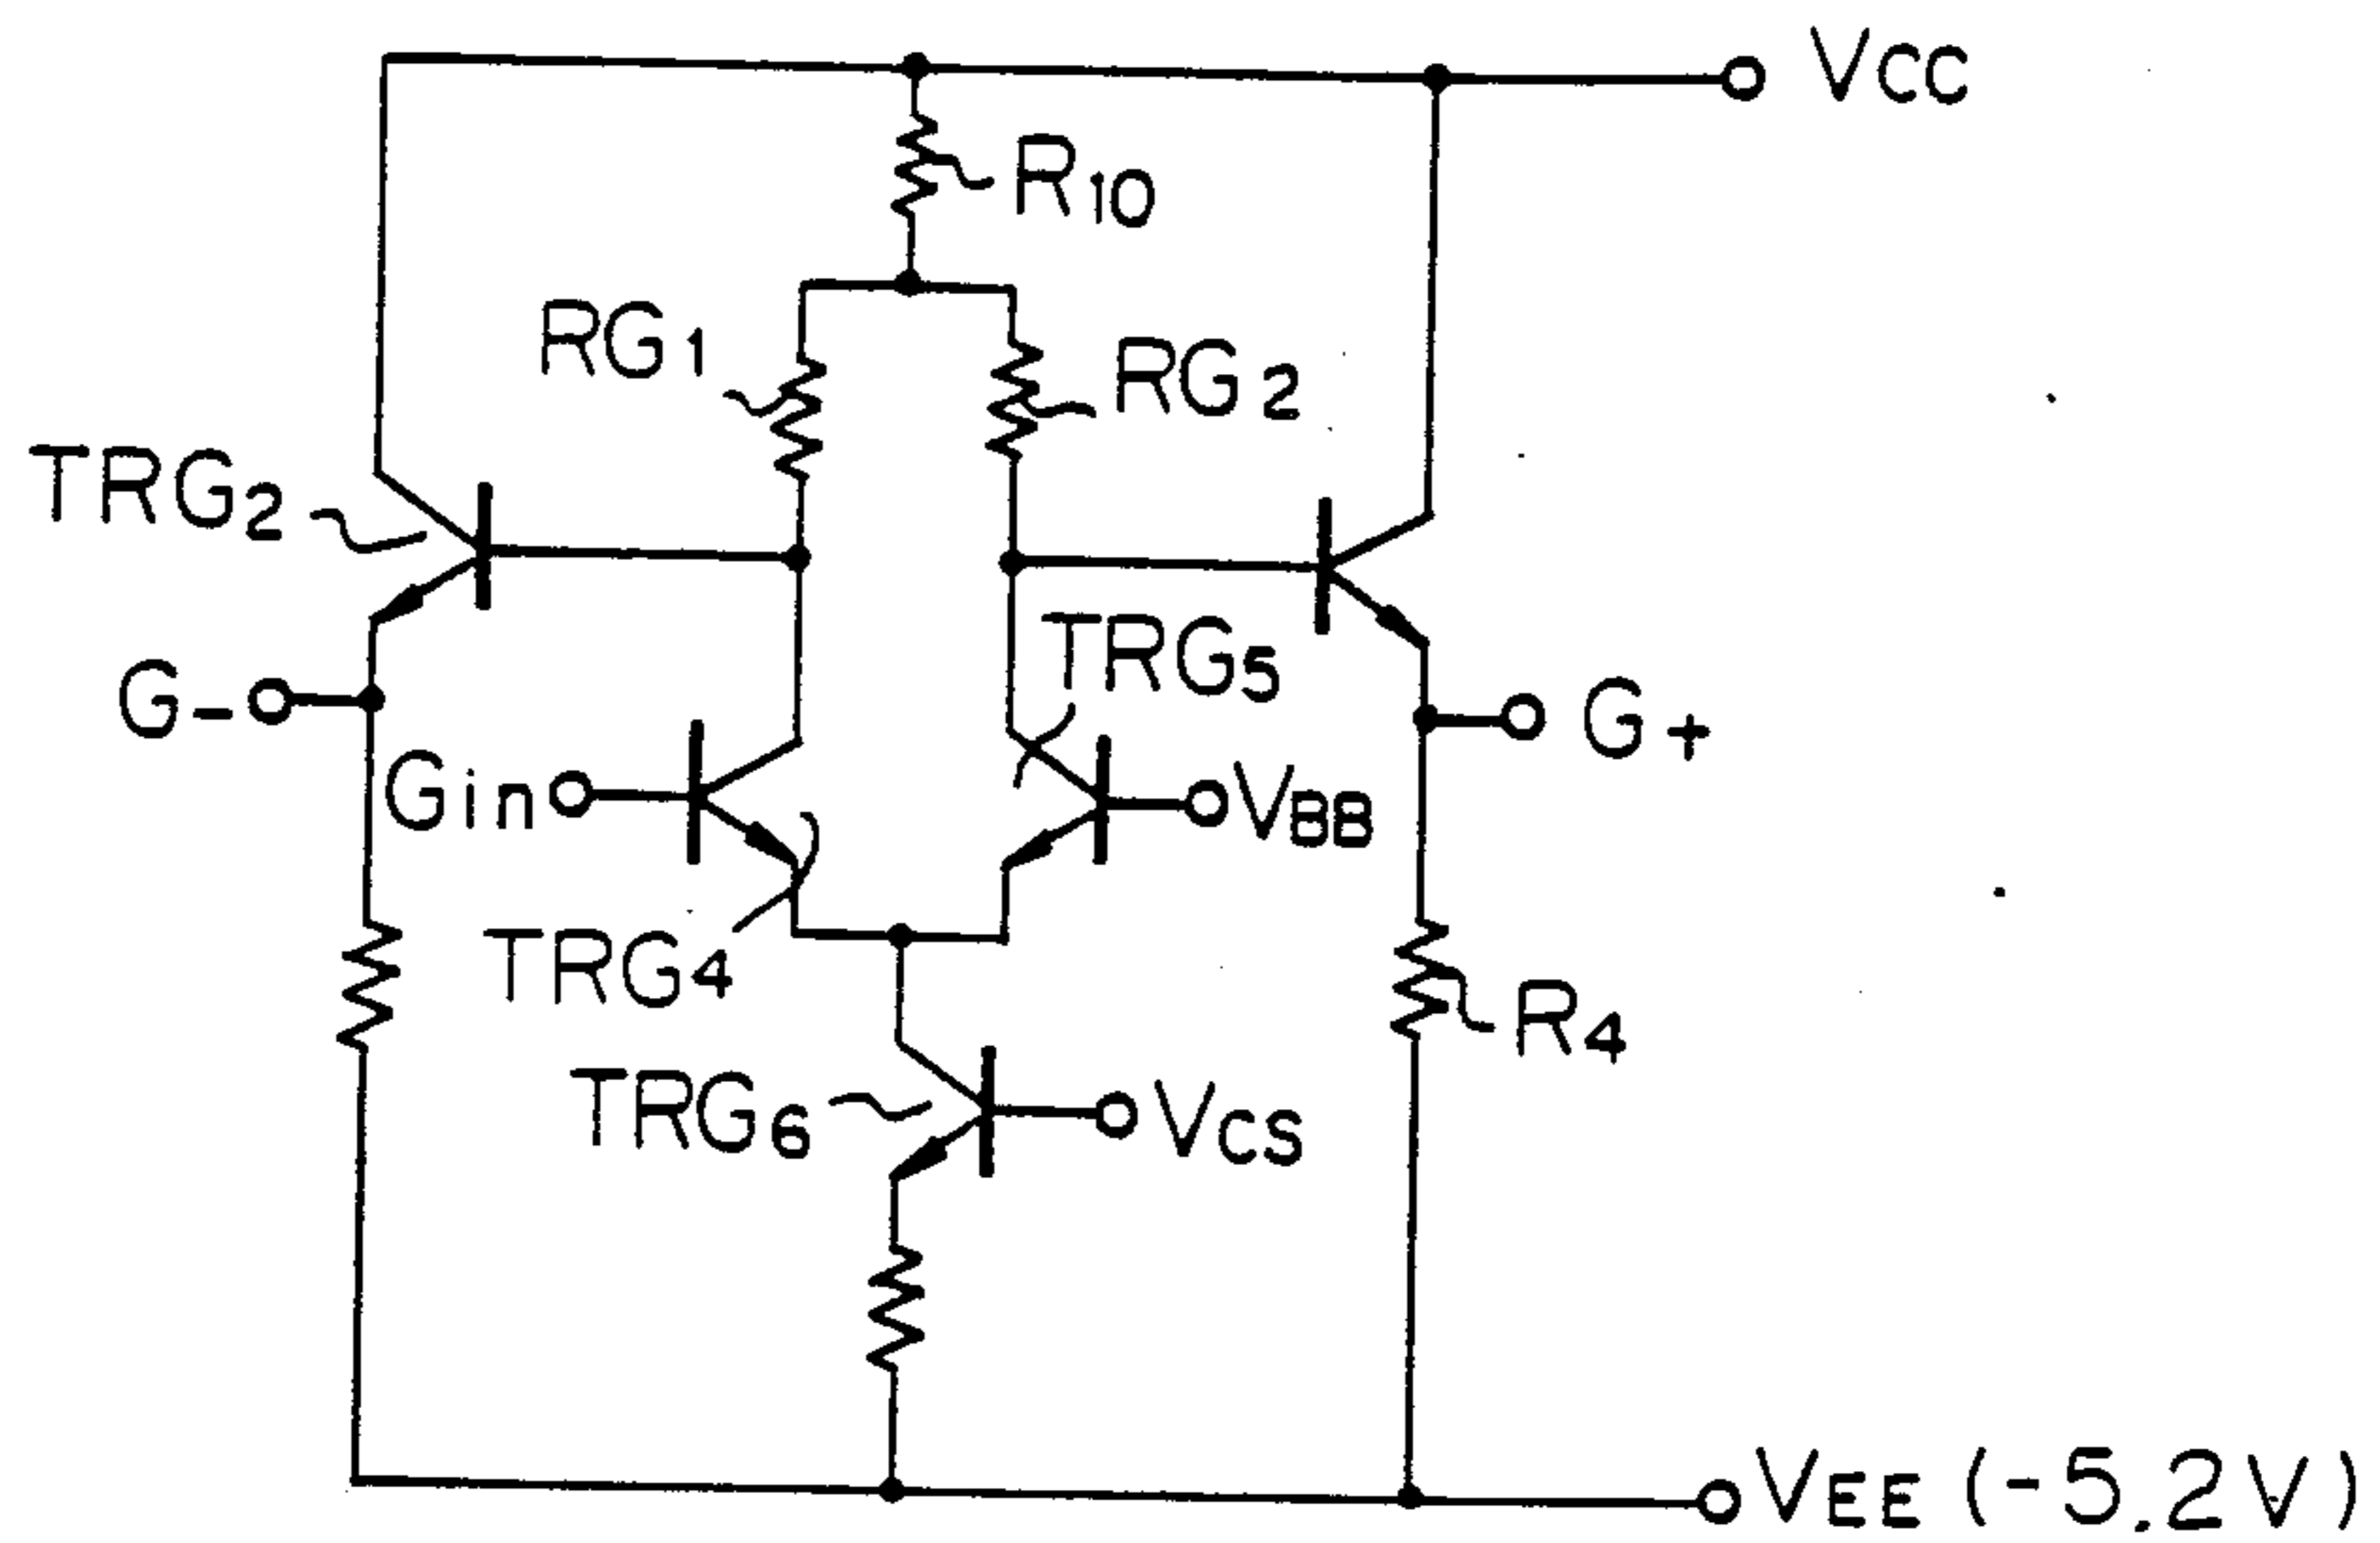 Vcc
R10
RG1
RG2
TRG2
TRG5
G-
G+
Gin
VBB
TRG4
R4
TRG6
Vcs
VEE (-5.2V)